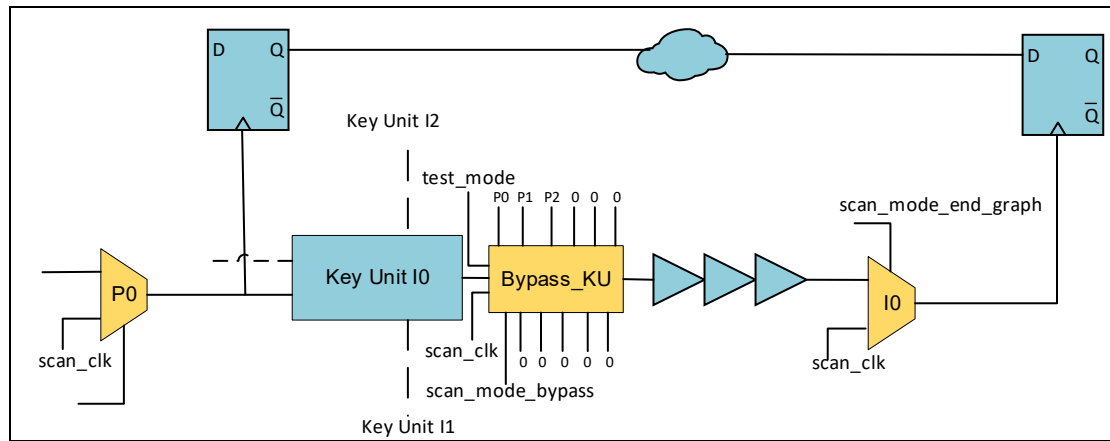 D Q
Q̅
D Q
Q̅
Key Unit I2
test_mode
P0 P1 P2 0 0 0
scan_mode_end_graph
P0
Key Unit I0
Bypass_KU
I0
scan_clk
scan_clk
0 0 0 0 0
scan_clk
scan_mode_bypass
Key Unit I1